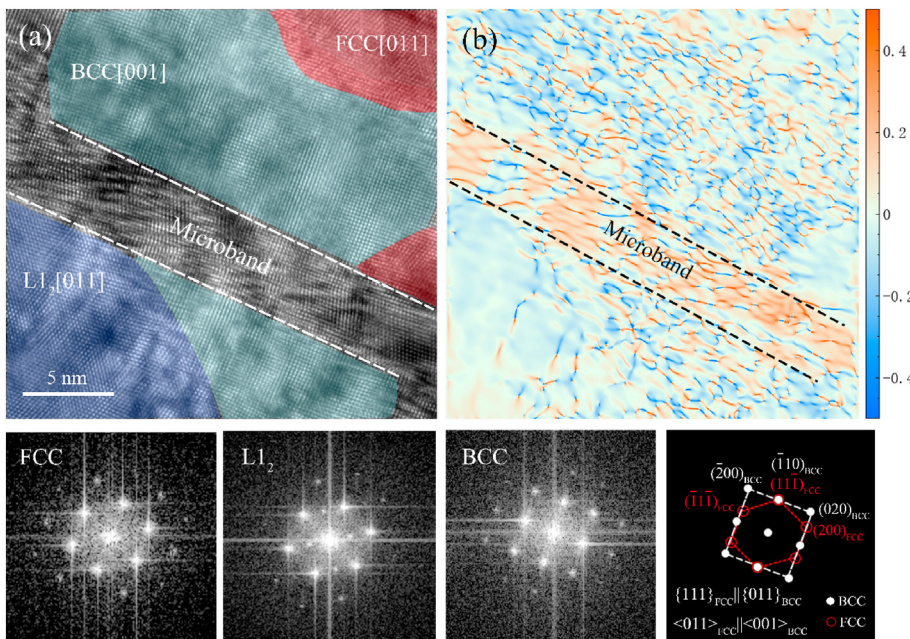 (a)
FCC[011]
BCC[001]
Microband
L1₂[011]
5 nm
(b)
Microband
0.4
0.2
0
-0.2
-0.4
FCC
L1₂
BCC
(2̄00)BCC
(1̄10)BCC
(111̄)FCC
(1̄11̄)FCC
(020)BCC
(200)FCC
{111}FCC||{011}BCC
<011>FCC||<001>BCC
BCC
FCC